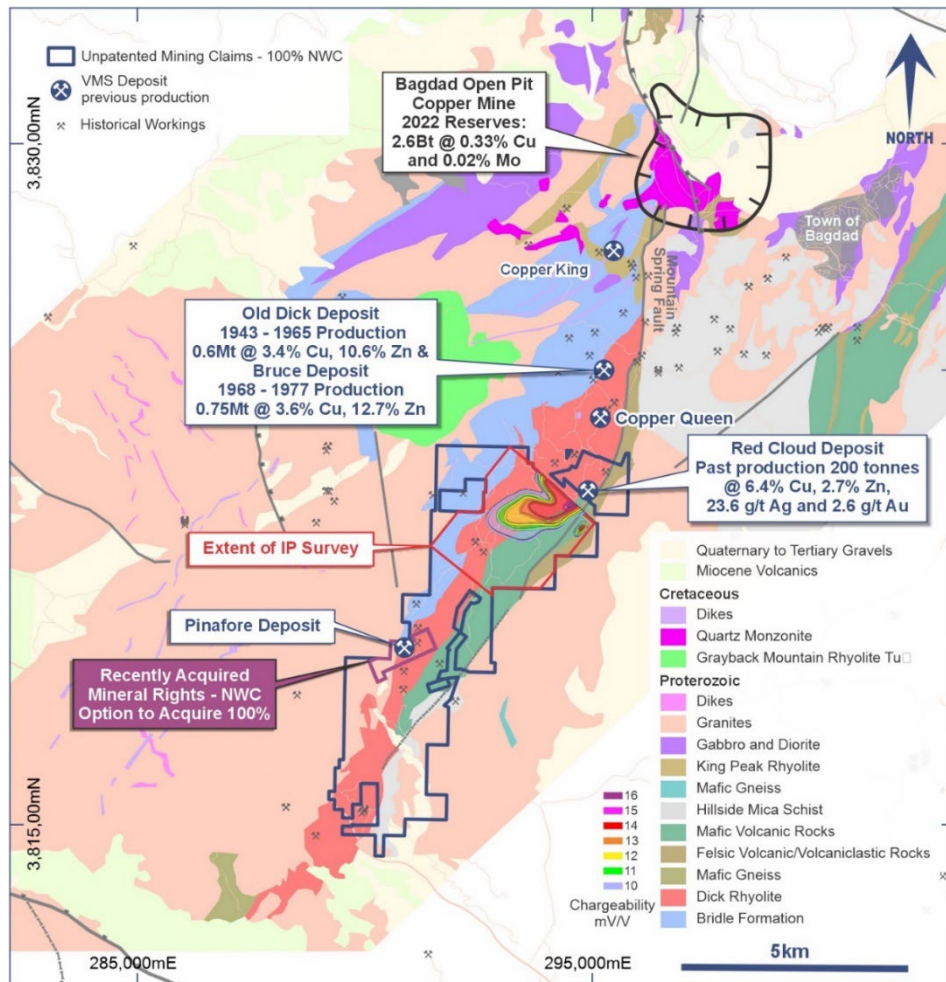 Unpatented Mining Claims - 100% NWC
VMS Deposit
previous production
Historical Workings
Bagdad Open Pit
Copper Mine
2022 Reserves:
2.6Bt @ 0.33% Cu
and 0.02% Mo
NORTH
3,830,00mN
Town of
Bagdad
Copper King
Mountain
Spring Fault
Old Dick Deposit
1943 - 1965 Production
0.6Mt @ 3.4% Cu, 10.6% Zn &
Bruce Deposit
1968 - 1977 Production
0.75Mt @ 3.6% Cu, 12.7% Zn
Copper Queen
Red Cloud Deposit
Past production 200 tonnes
@ 6.4% Cu, 2.7% Zn,
23.6 g/t Ag and 2.6 g/t Au
Extent of IP Survey
Pinafore Deposit
Recently Acquired
Mineral Rights - NWC
Option to Acquire 100%
Quaternary to Tertiary Gravels
Miocene Volcanics
Cretaceous
Dikes
Quartz Monzonite
Grayback Mountain Rhyolite Tu□
Proterozoic
Dikes
Granites
Gabbro and Diorite
King Peak Rhyolite
Mafic Gneiss
Hillside Mica Schist
Mafic Volcanic Rocks
Felsic Volcanic/Volcaniclastic Rocks
Mafic Gneiss
Dick Rhyolite
Bridle Formation
16
15
14
13
12
11
10
Chargeability
mV/V
3,815,00mN
285,000mE
295,000mE
5km